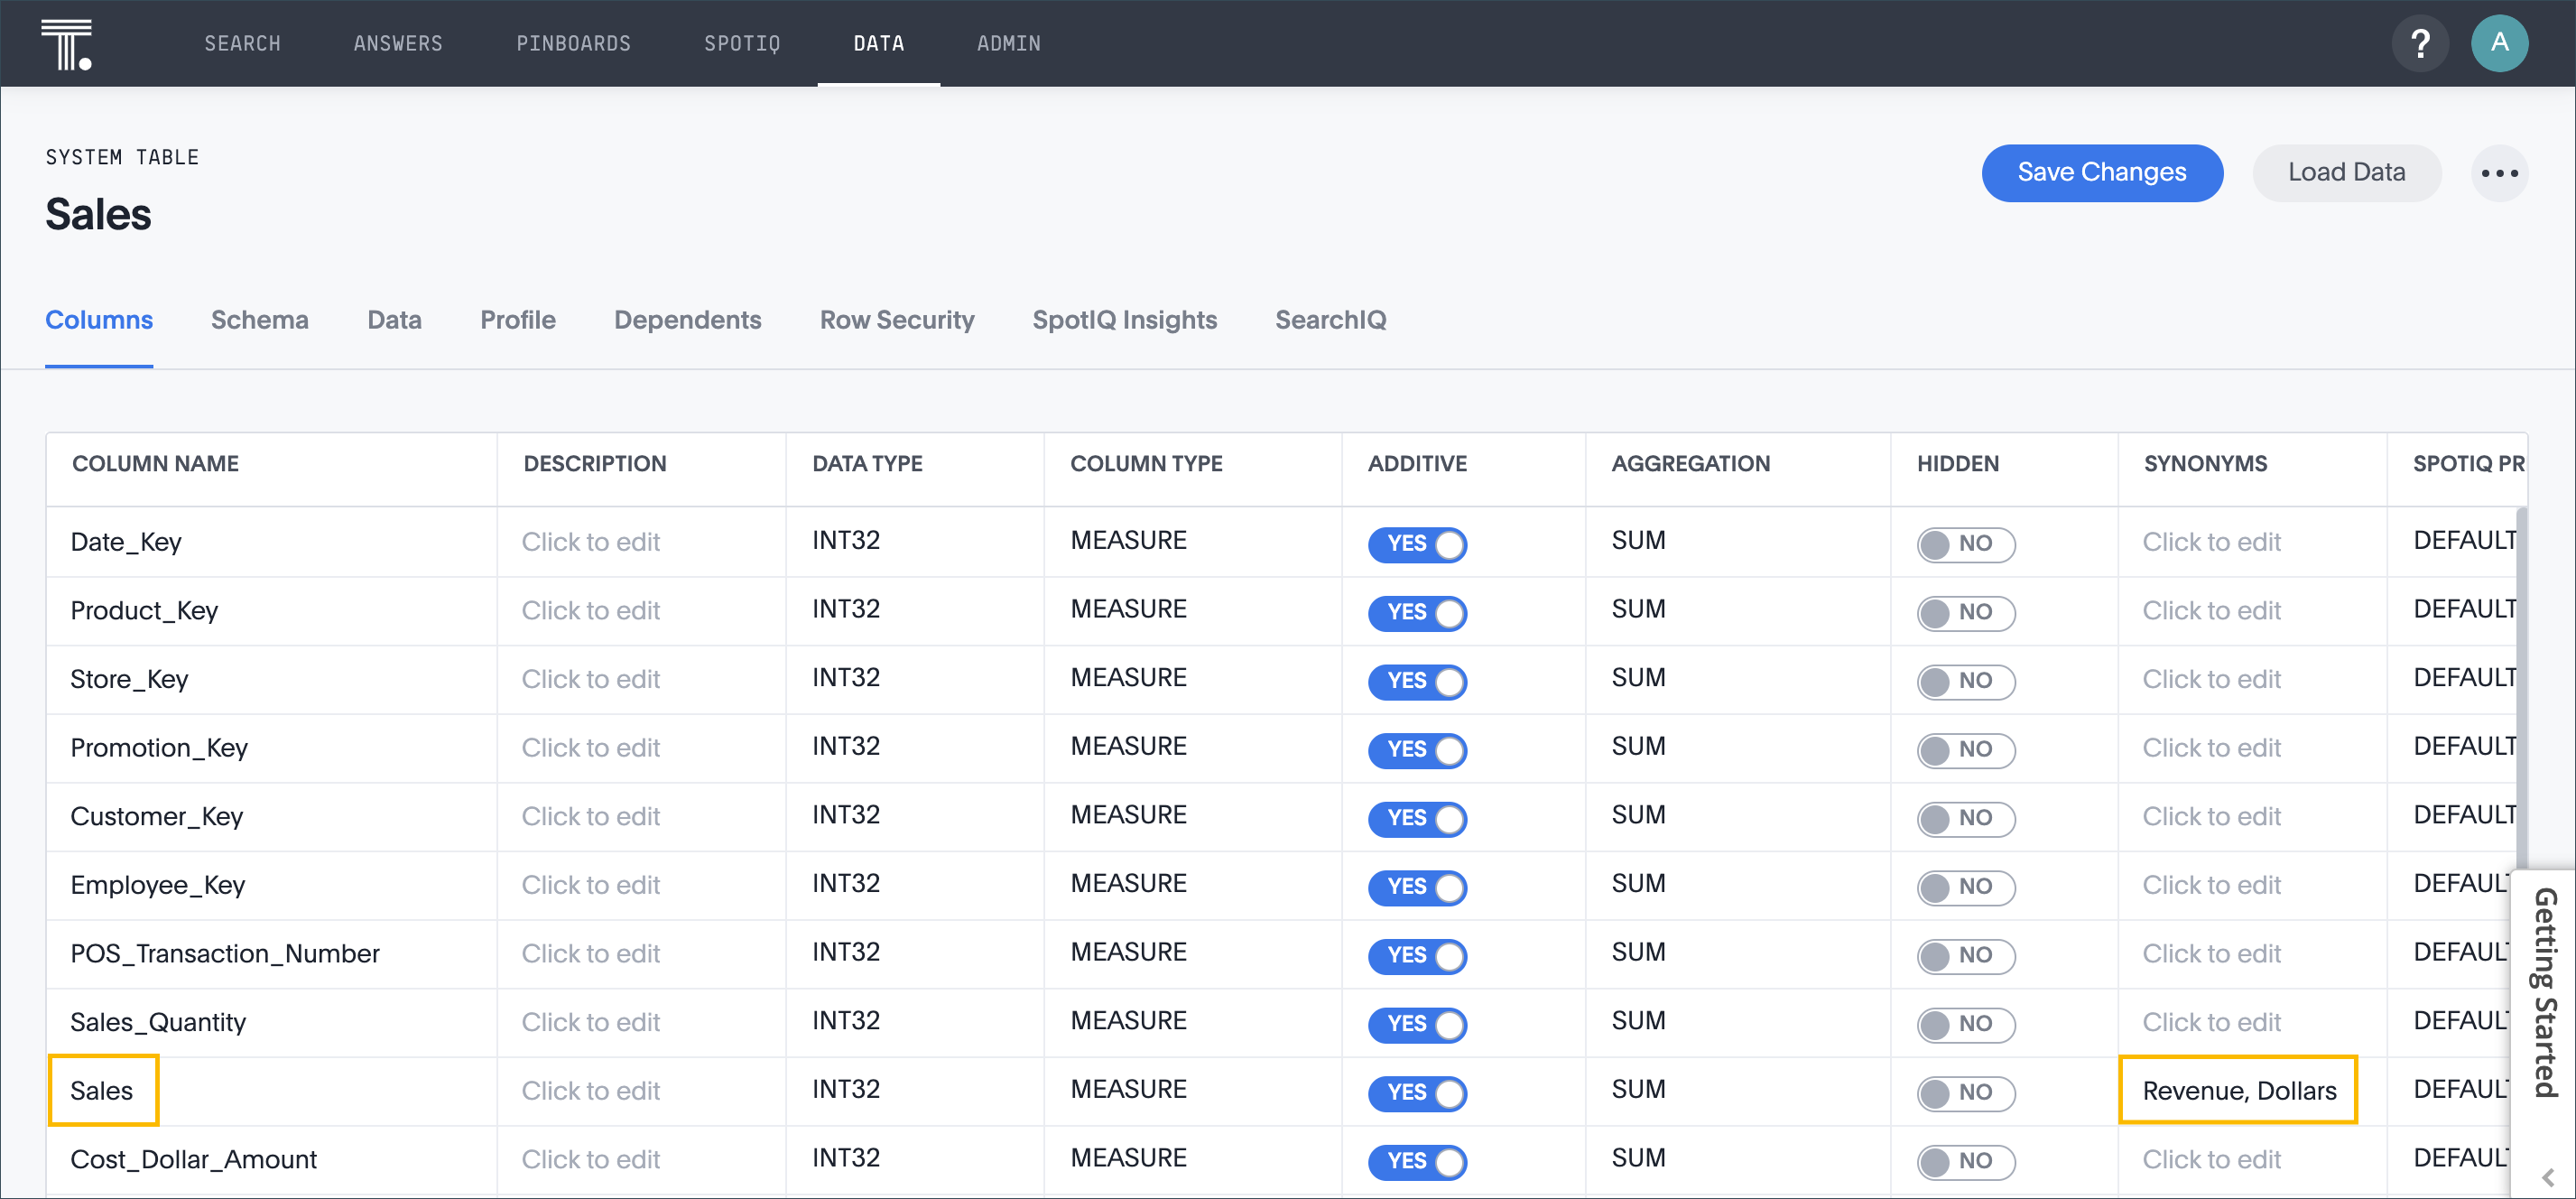 SEARCH ANSWERS PINBOARDS SPOTIQ DATA ADMIN ? A
SYSTEM TABLE
Sales
Save Changes Load Data
Columns Schema Data Profile Dependents Row Security SpotIQ Insights SearchIQ
COLUMN NAME DESCRIPTION DATA TYPE COLUMN TYPE ADDITIVE AGGREGATION HIDDEN SYNONYMS SPOTIQ PR
Date_Key Click to edit INT32 MEASURE YES SUM NO Click to edit DEFAULT
Product_Key Click to edit INT32 MEASURE YES SUM NO Click to edit DEFAULT
Store_Key Click to edit INT32 MEASURE YES SUM NO Click to edit DEFAULT
Promotion_Key Click to edit INT32 MEASURE YES SUM NO Click to edit DEFAULT
Customer_Key Click to edit INT32 MEASURE YES SUM NO Click to edit DEFAULT
Employee_Key Click to edit INT32 MEASURE YES SUM NO Click to edit DEFAUL
POS_Transaction_Number Click to edit INT32 MEASURE YES SUM NO Click to edit DEFAUL
Sales_Quantity Click to edit INT32 MEASURE YES SUM NO Click to edit DEFAUL
Sales Click to edit INT32 MEASURE YES SUM NO Revenue, Dollars DEFAUL
Cost_Dollar_Amount Click to edit INT32 MEASURE YES SUM NO Click to edit DEFAUL
Getting Started